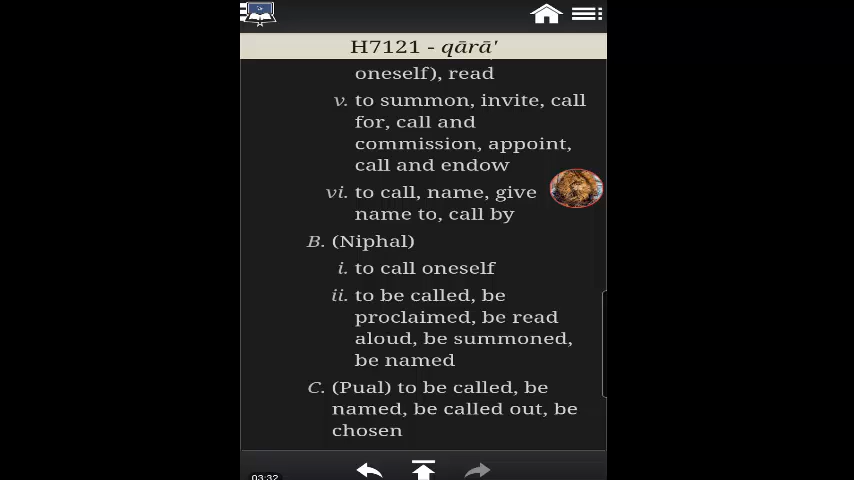 H7121 - qārā'
oneself), read
v. to summon, invite, call
for, call and
commission, appoint,
call and endow
vi. to call, name, give
name to, call by
B. (Niphal)
i. to call oneself
ii. to be called, be
proclaimed, be read
aloud, be summoned,
be named
C. (Pual) to be called, be
named, be called out, be
chosen
03:32